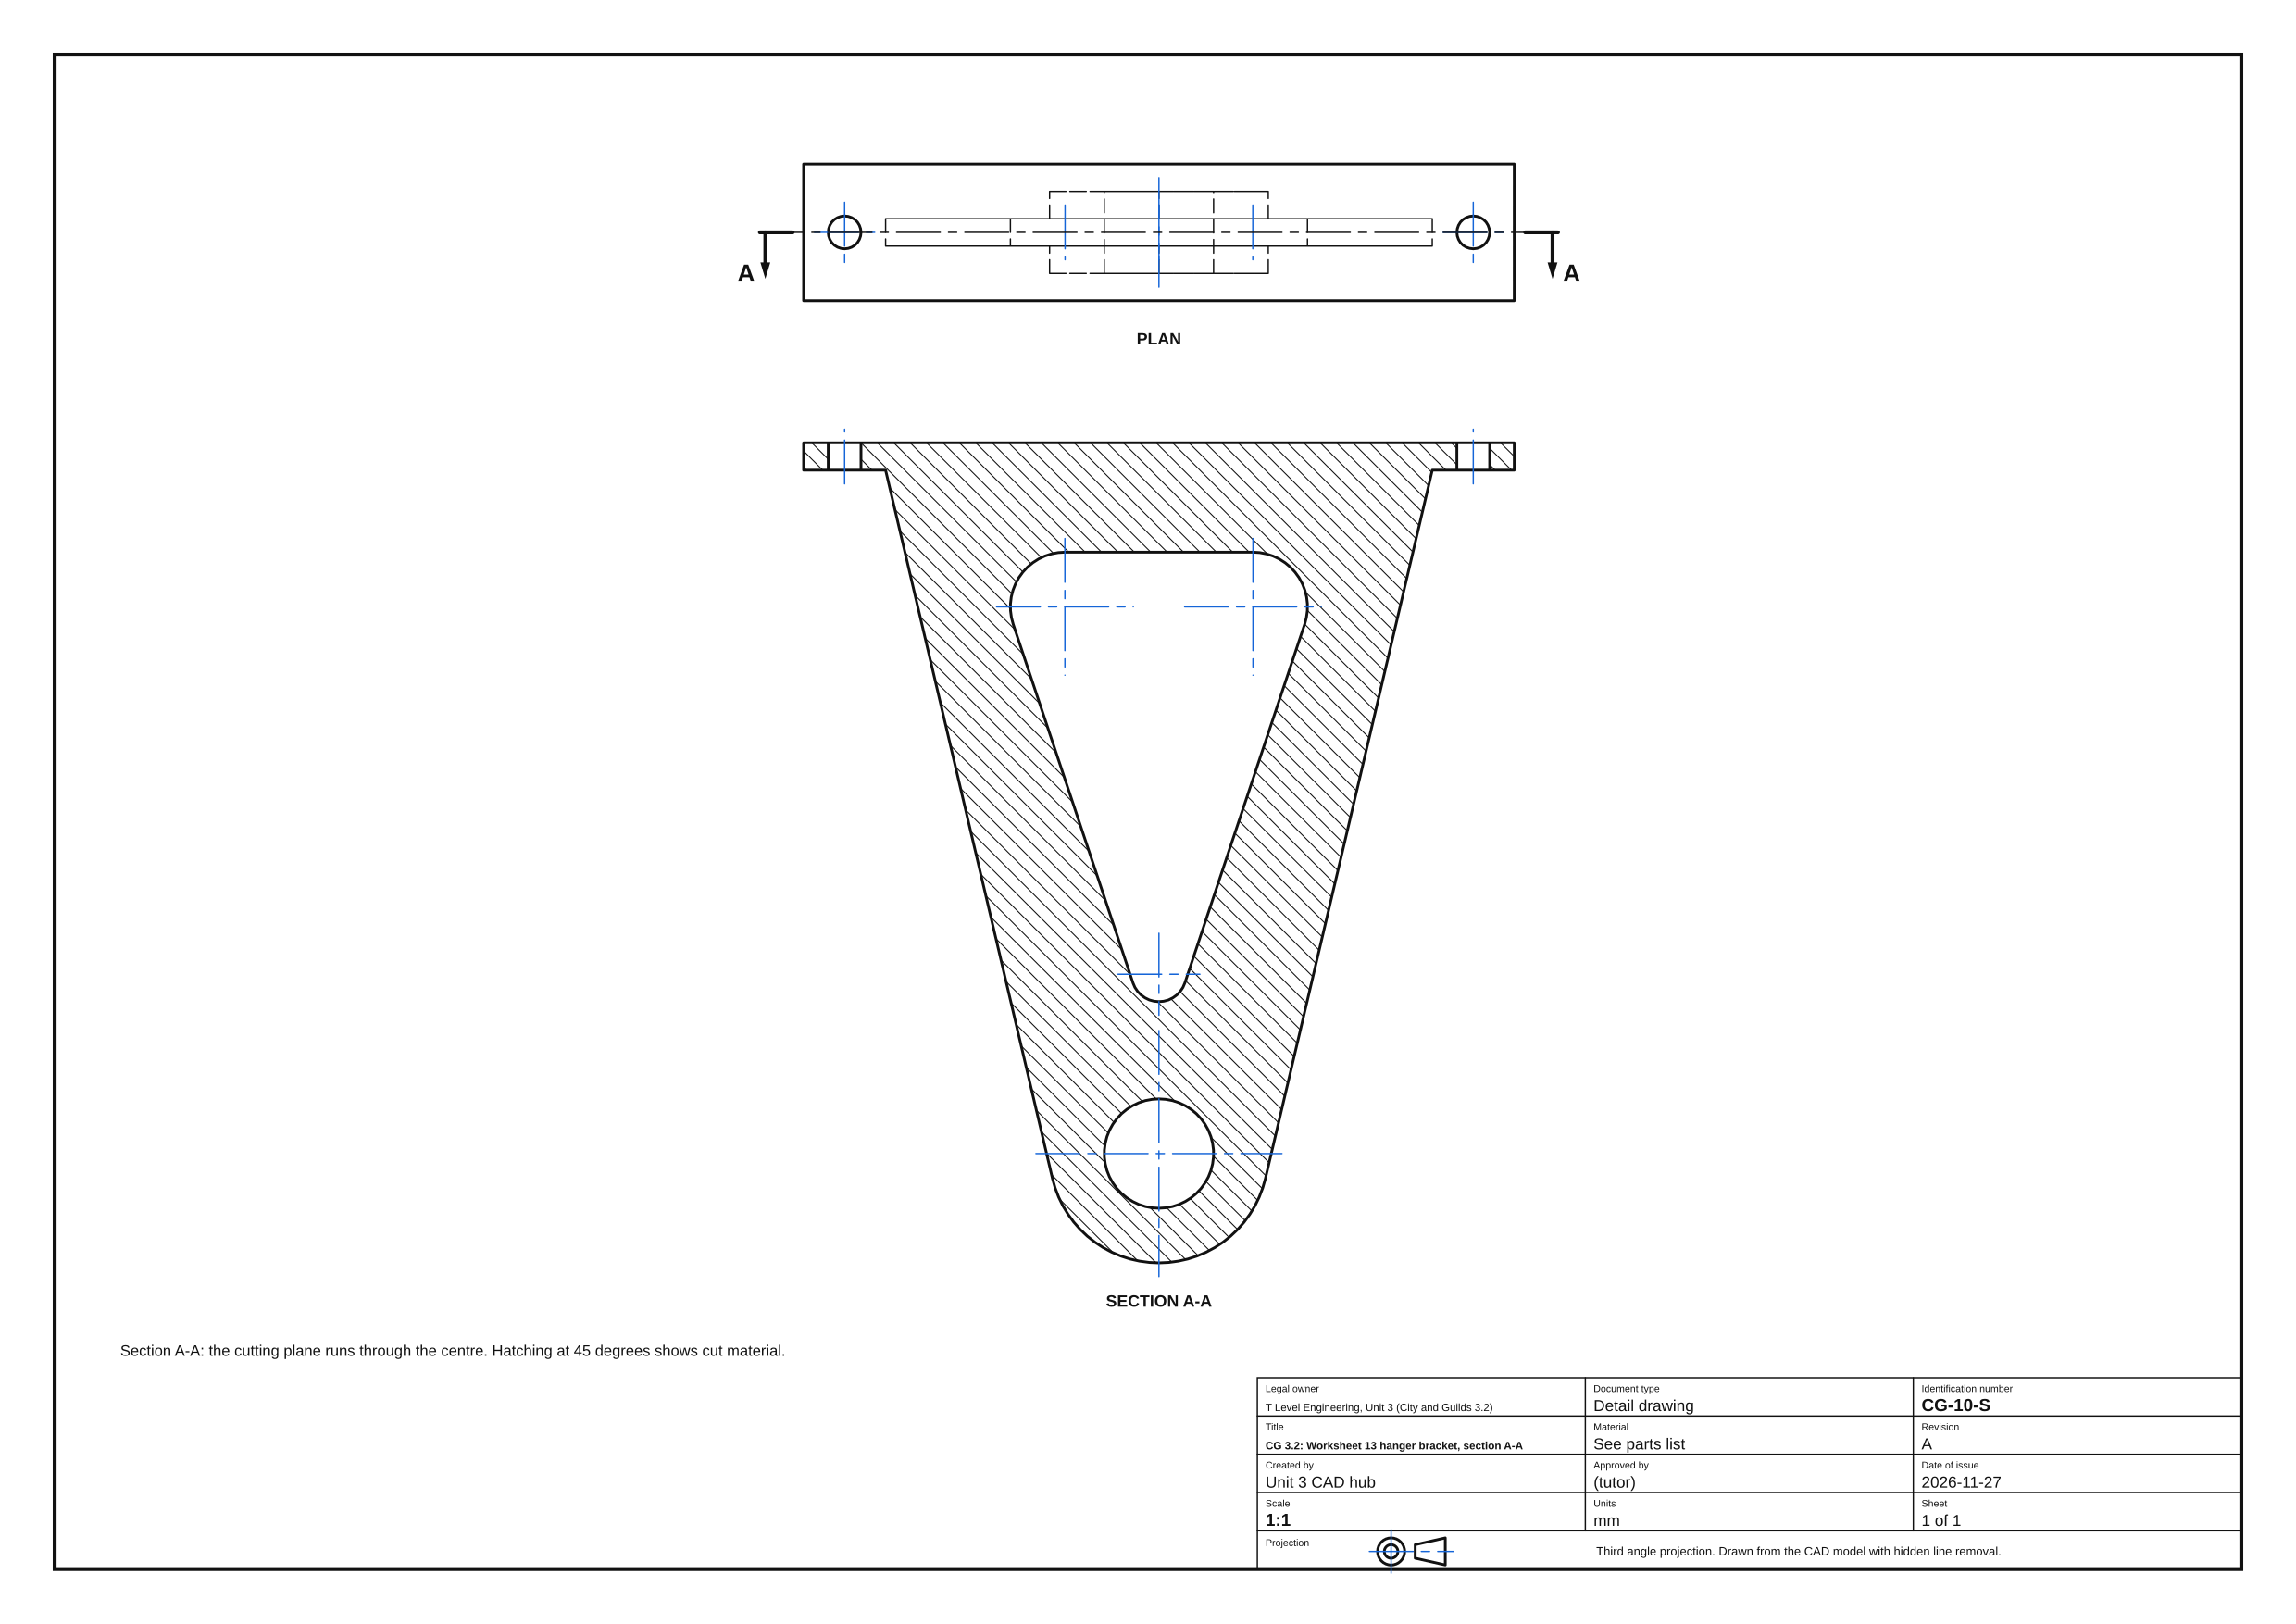 A
A
PLAN
SECTION A-A
Section A-A: the cutting plane runs through the centre. Hatching at 45 degrees shows cut material.
Legal owner
T Level Engineering, Unit 3 (City and Guilds 3.2)
Document type
Detail drawing
Identification number
CG-10-S
Title
CG 3.2: Worksheet 13 hanger bracket, section A-A
Material
See parts list
Revision
A
Created by
Unit 3 CAD hub
Approved by
(tutor)
Date of issue
2026-11-27
Scale
1:1
Units
mm
Sheet
1 of 1
Projection
Third angle projection. Drawn from the CAD model with hidden line removal.